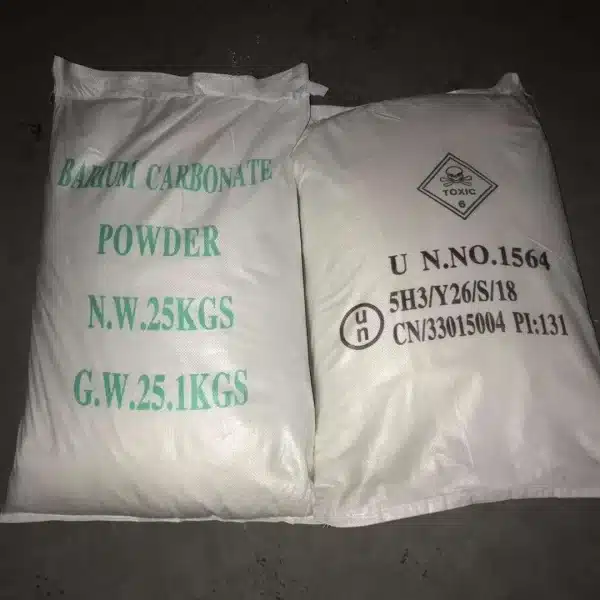 BARIUM CARBONATE
POWDER
N.W.25KGS
G.W.25.1KGS
TOXIC
6
U N.NO.1564
un
5H3/Y26/S/18
CN/33015004 PI:131